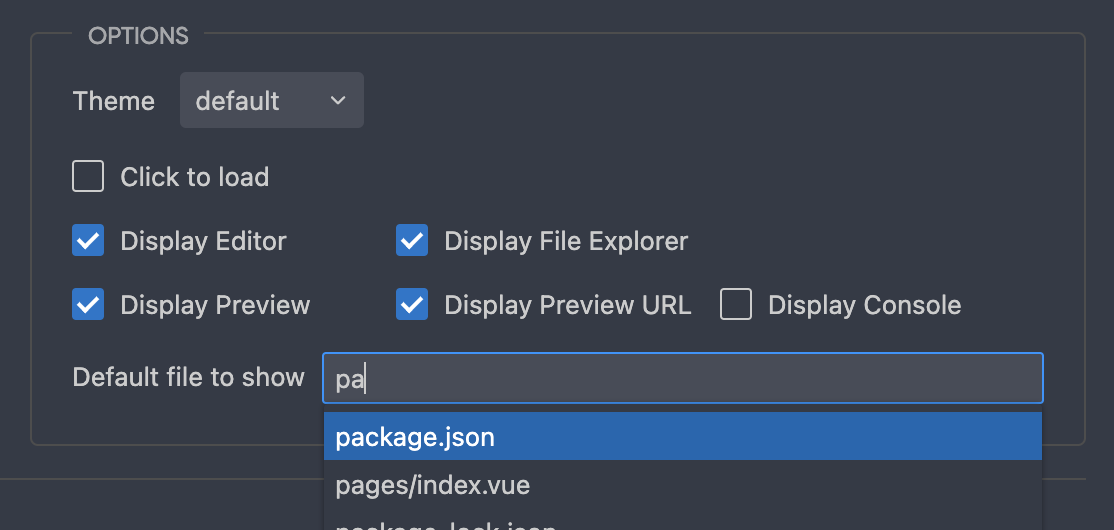 OPTIONS
Theme default
Click to load
Display Editor Display File Explorer
Display Preview Display Preview URL Display Console
Default file to show pa
package.json
pages/index.vue